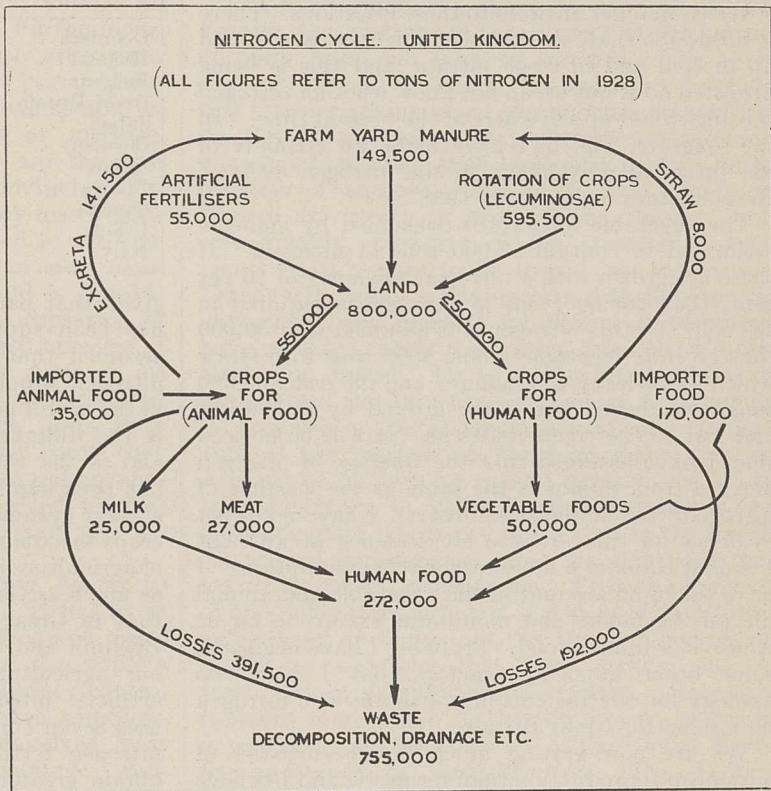 NITROGEN CYCLE. UNITED KINGDOM.
(ALL FIGURES REFER TO TONS OF NITROGEN IN 1928)
FARM YARD MANURE
149,500
EXCRETA 141,500
STRAW 8000
ARTIFICIAL
FERTILISERS
55,000
ROTATION OF CROPS
(LEGUMINOSAE)
595,500
LAND
800,000
550,000
250,000
IMPORTED
ANIMAL FOOD
35,000
CROPS
FOR
(ANIMAL FOOD)
CROPS
FOR
(HUMAN FOOD)
IMPORTED
FOOD
170,000
MILK
25,000
MEAT
27,000
VEGETABLE FOODS
50,000
HUMAN FOOD
272,000
LOSSES 391,500
LOSSES 192,000
WASTE
DECOMPOSITION, DRAINAGE ETC.
755,000